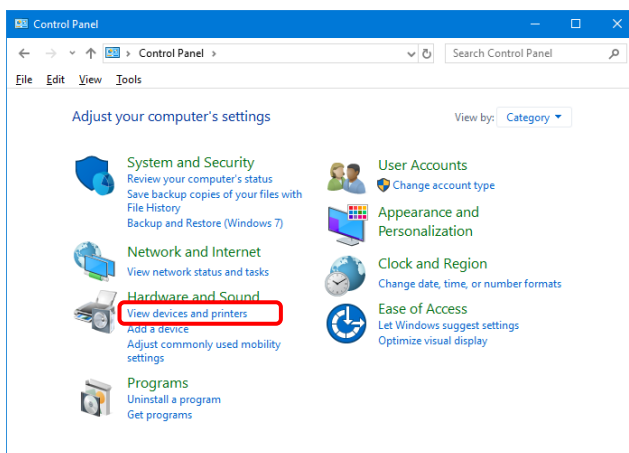 Control Panel
Control Panel
Search Control Panel
File Edit View Tools
Adjust your computer's settings
View by: Category
System and Security
Review your computer's status
Save backup copies of your files with
File History
Backup and Restore (Windows 7)
Network and Internet
View network status and tasks
Hardware and Sound
View devices and printers
Add a device
Adjust commonly used mobility
settings
Programs
Uninstall a program
Get programs
User Accounts
Change account type
Appearance and
Personalization
Clock and Region
Change date, time, or number formats
Ease of Access
Let Windows suggest settings
Optimize visual display